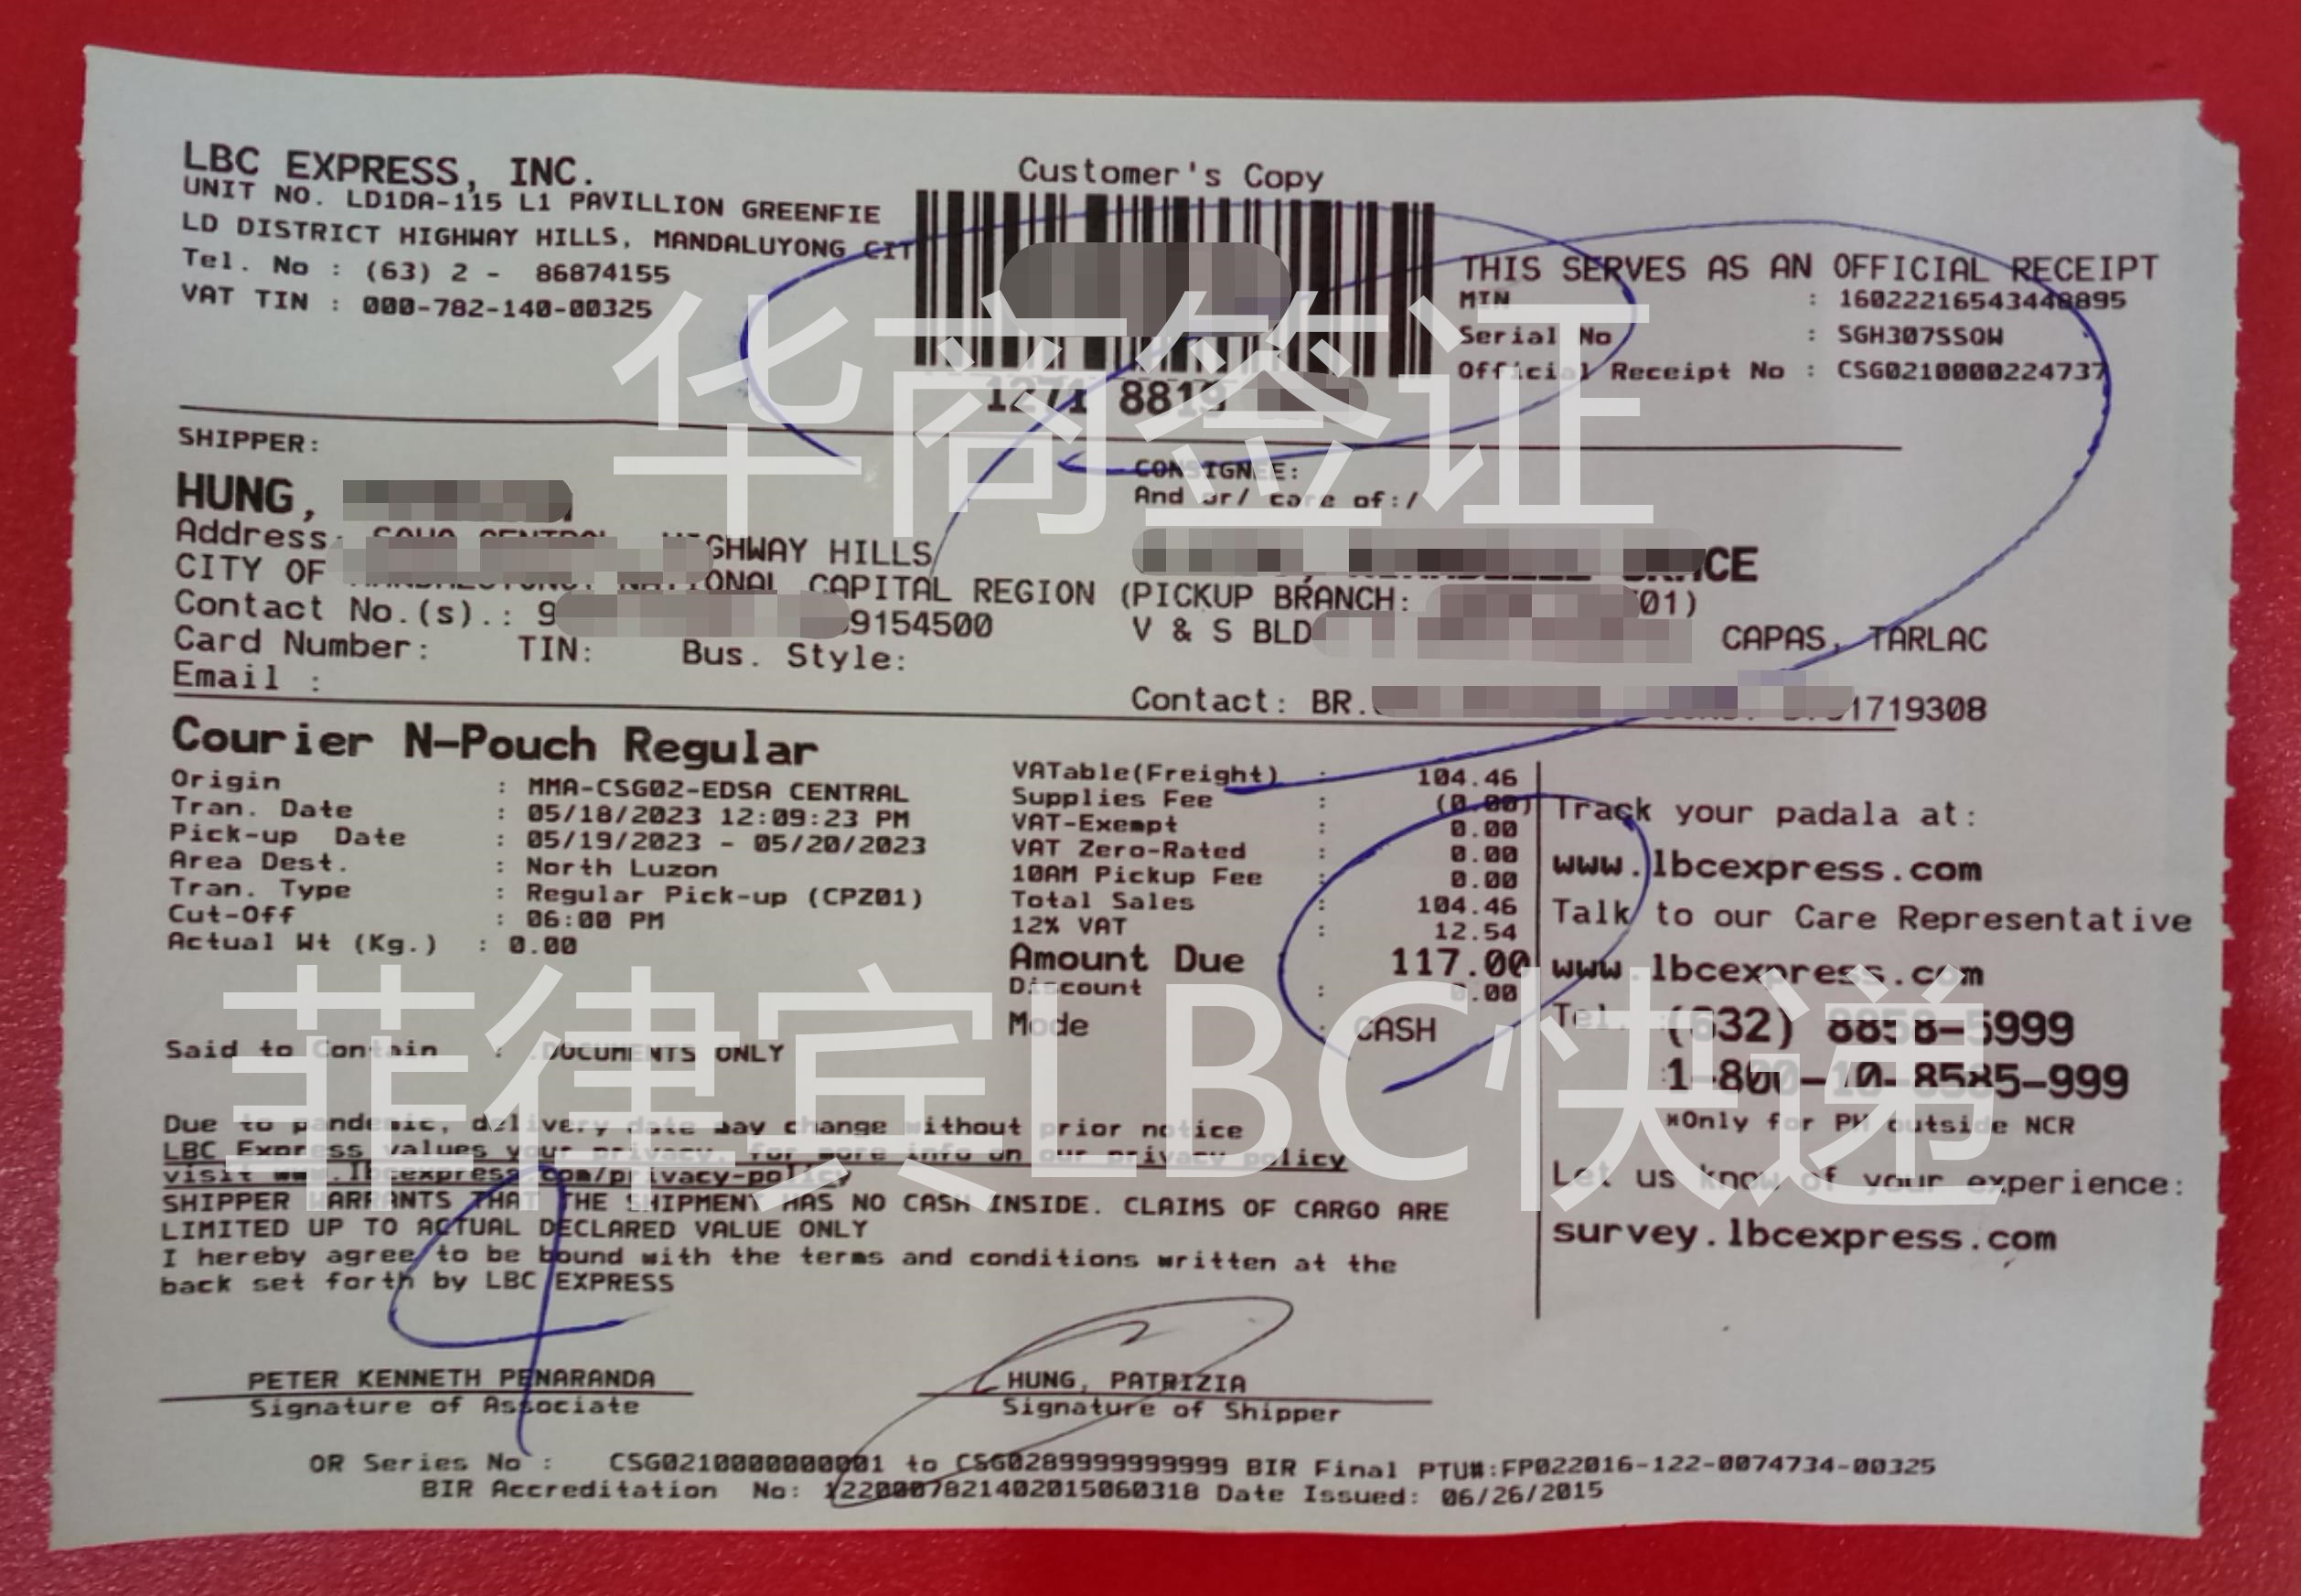 LBC EXPRESS, INC.
UNIT NO. LD1DA-115 L1 PAVILLION GREENFIE
LD DISTRICT HIGHWAY HILLS, MANDALUYONG CIT
Tel. No : (63) 2 - 86874155
VAT TIN : 000-782-140-00325
Customer's Copy
1271 8819
THIS SERVES AS AN OFFICIAL RECEIPT
MIN : 16022216543448895
Serial No : SGH307SSQW
Official Receipt No : CSG0210000224737
华商签证
SHIPPER:
HUNG,
Address: HIGHWAY HILLS
CITY OF NATIONAL CAPITAL REGION
Contact No.(s).: 9 9154500
Card Number: TIN: Bus. Style:
Email :
CONSIGNEE:
And or/ care of:/
(PICKUP BRANCH: 01)
V & S BLD CAPAS, TARLAC
Contact: BR. 1719308
Courier N-Pouch Regular
Origin : MMA-CSG02-EDSA CENTRAL
Tran. Date : 05/18/2023 12:09:23 PM
Pick-up Date : 05/19/2023 - 05/20/2023
Area Dest. : North Luzon
Tran. Type : Regular Pick-up (CPZ01)
Cut-Off : 06:00 PM
Actual Wt (Kg.) : 0.00
VATable(Freight) : 104.46
Supplies Fee : (0.00)
VAT-Exempt : 0.00
VAT Zero-Rated : 0.00
10AM Pickup Fee : 0.00
Total Sales : 104.46
12% VAT : 12.54
Amount Due 117.00
Discount : 0.00
Mode : CASH
Track your padala at:
www.lbcexpress.com
Talk to our Care Representative
www.lbcexpress.com
Tel. (632) 8858-5999
1-800-10-8585-999
*Only for PH outside NCR
Let us know of your experience:
survey.lbcexpress.com
菲律宾LBC快递
Said to Contain : .DOCUMENTS ONLY
Due to pandemic, delivery date may change without prior notice
LBC Express values your privacy, for more info on our privacy policy
visit www.lbcexpress.com/privacy-policy
SHIPPER WARRANTS THAT THE SHIPMENT HAS NO CASH INSIDE. CLAIMS OF CARGO ARE
LIMITED UP TO ACTUAL DECLARED VALUE ONLY
I hereby agree to be bound with the terms and conditions written at the
back set forth by LBC EXPRESS
PETER KENNETH PENARANDA
Signature of Associate
HUNG, PATRIZIA
Signature of Shipper
OR Series No : CSG0210000000001 to CSG0289999999999 BIR Final PTU#:FP022016-122-0074734-00325
BIR Accreditation No: 1220007821402015060318 Date Issued: 06/26/2015